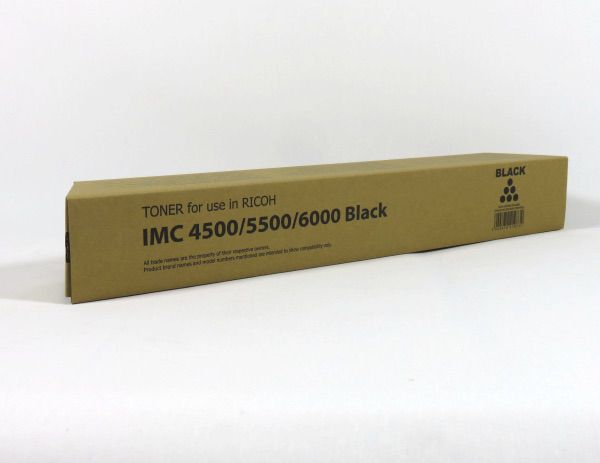 TONER for use in RICOH
IMC 4500/5500/6000 Black
All trade names are the property of their respective owners.
Product brand names and model numbers mentioned are intended to show compatibility only.
BLACK